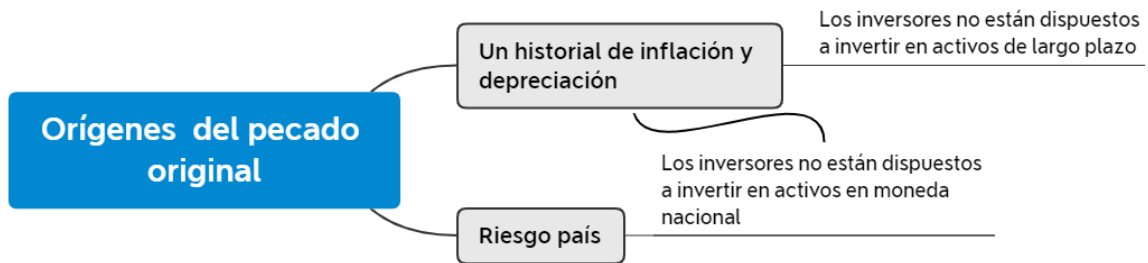 Orígenes del pecado
original
Un historial de inflación y
depreciación
Los inversores no están dispuestos
a invertir en activos de largo plazo
Los inversores no están dispuestos
a invertir en activos en moneda
nacional
Riesgo país